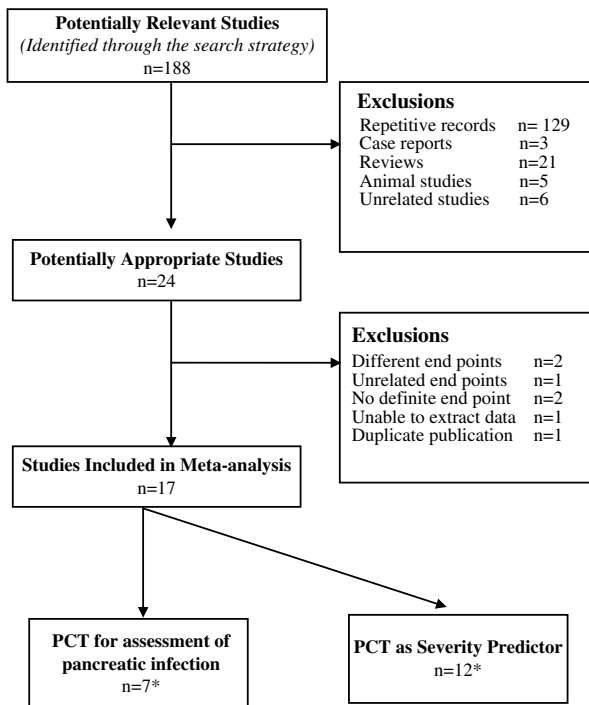 Potentially Relevant Studies
(Identified through the search strategy)
n=188
Exclusions
Repetitive records n= 129
Case reports n=3
Reviews n=21
Animal studies n=5
Unrelated studies n=6
Potentially Appropriate Studies
n=24
Exclusions
Different end points n=2
Unrelated end points n=1
No definite end point n=2
Unable to extract data n=1
Duplicate publication n=1
Studies Included in Meta-analysis
n=17
PCT for assessment of
pancreatic infection
n=7*
PCT as Severity Predictor
n=12*